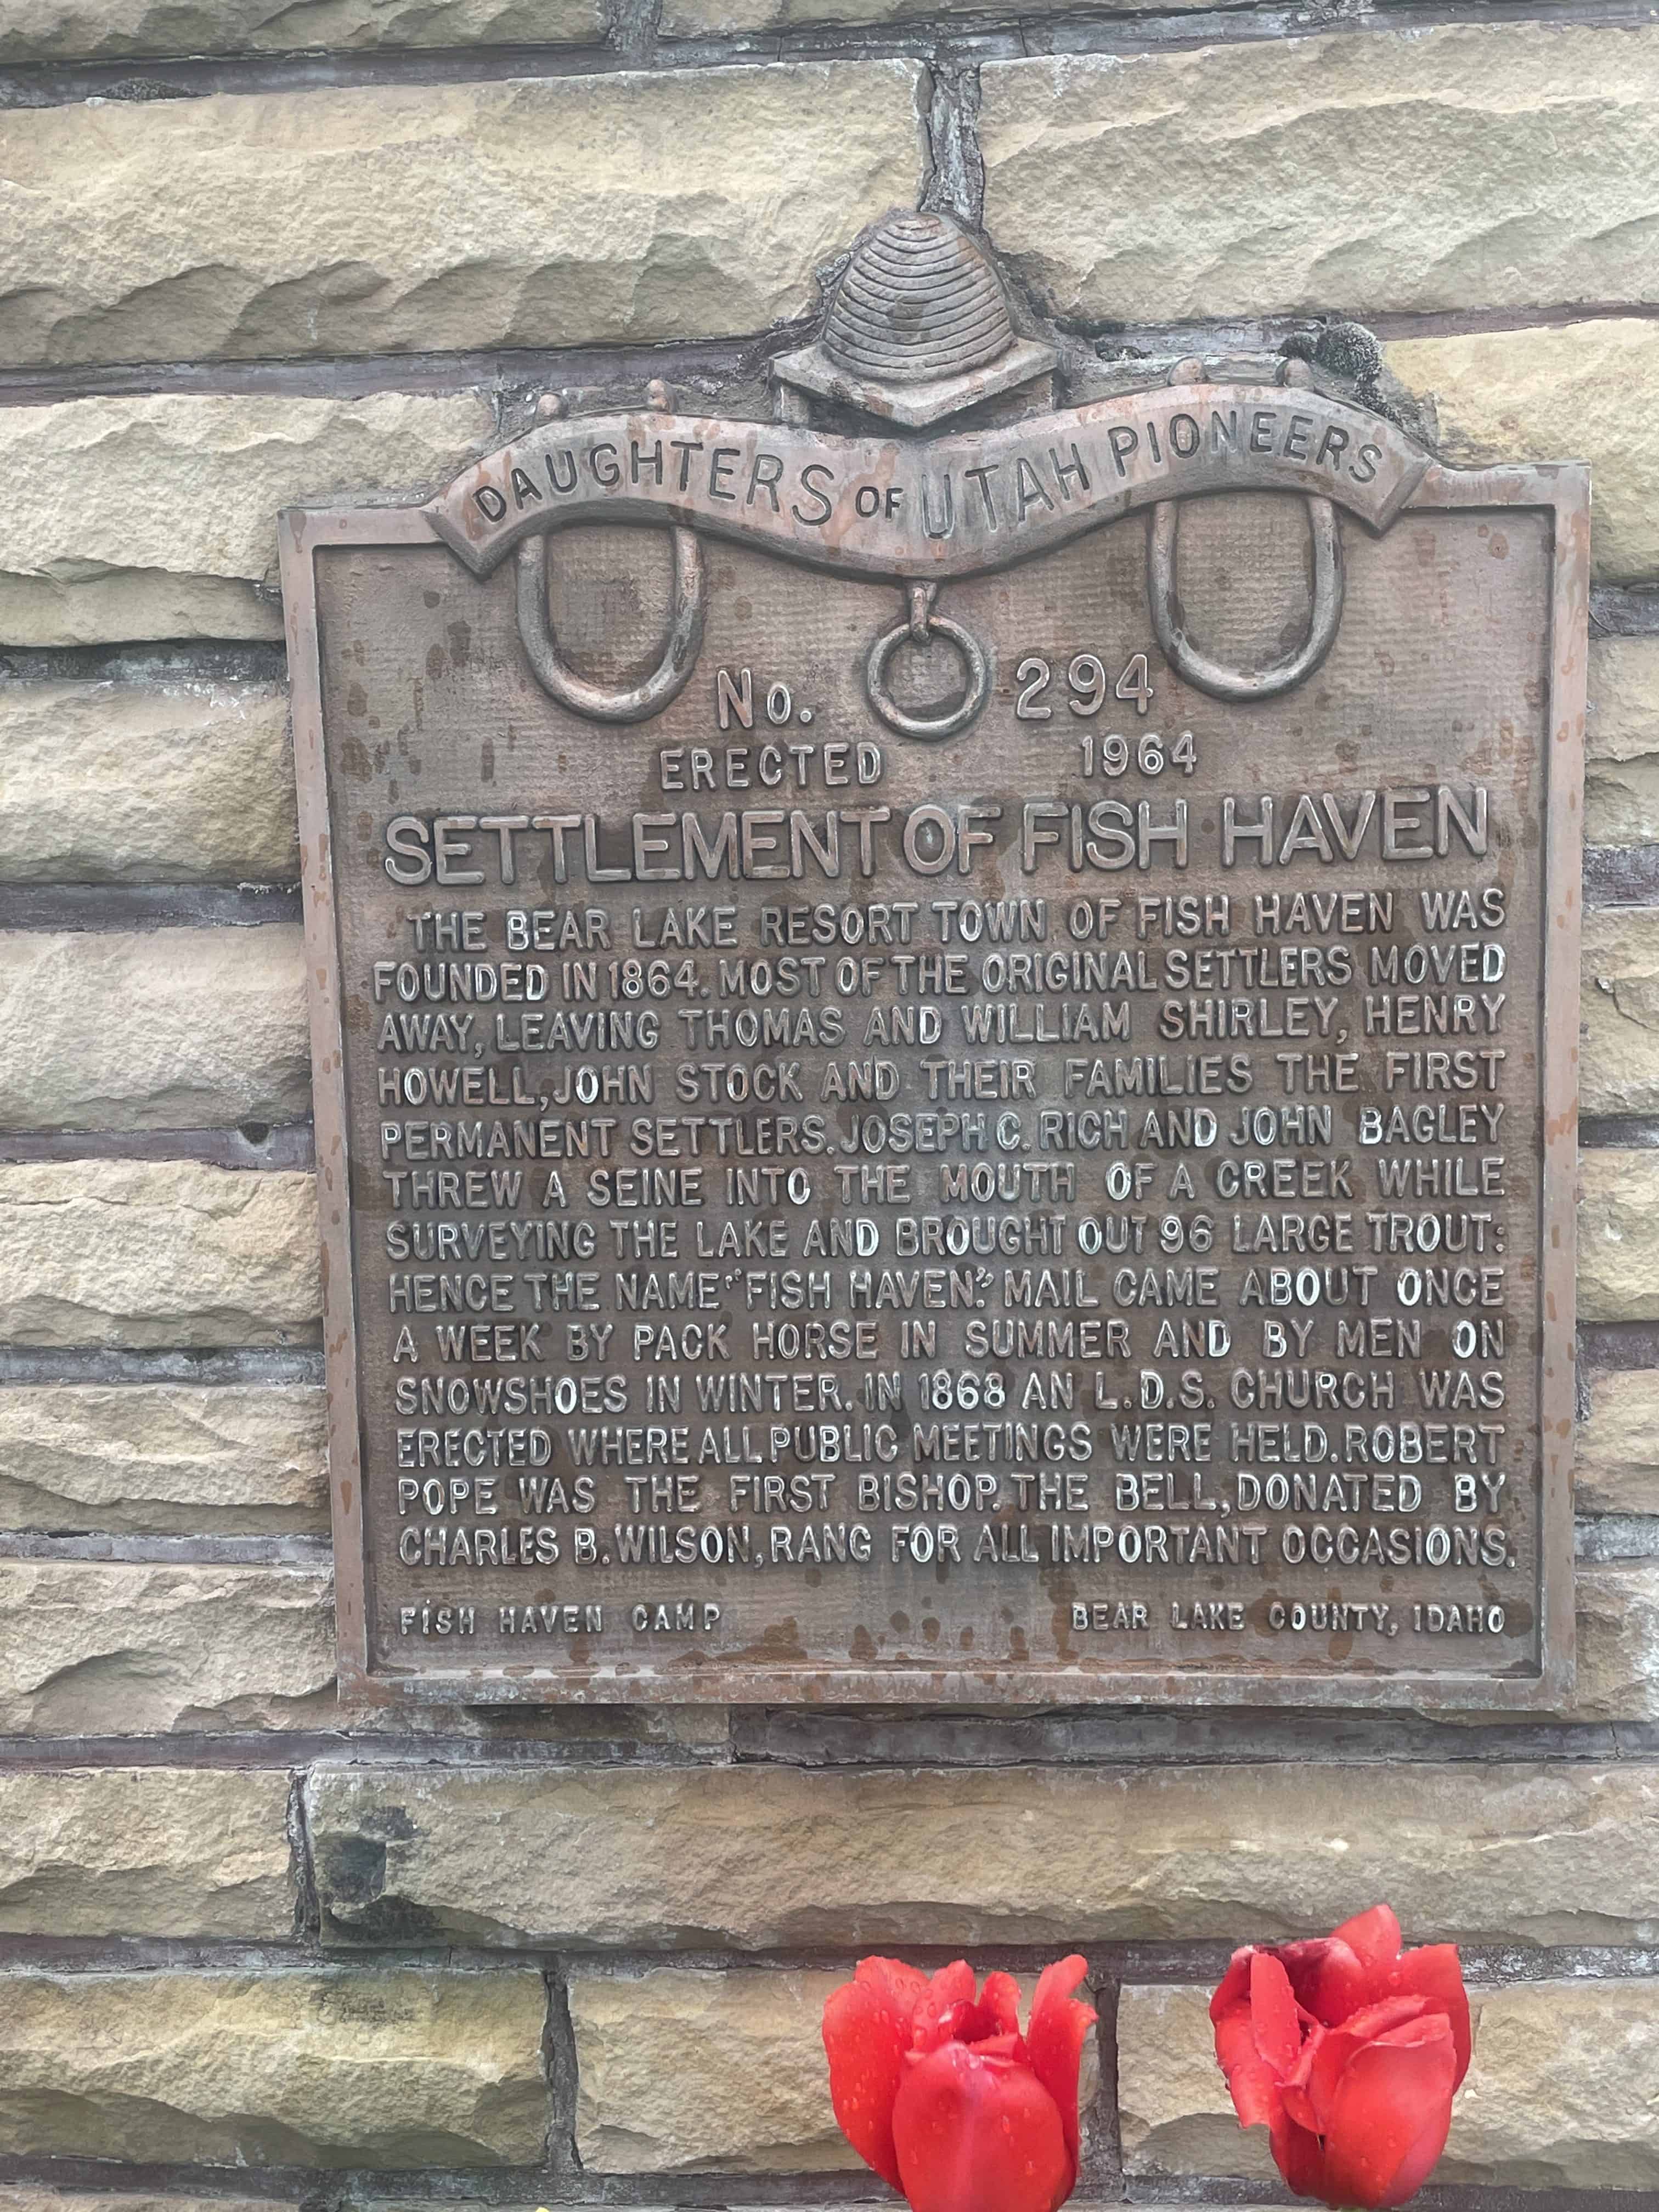 DAUGHTERS OF UTAH PIONEERS
No. 294
ERECTED 1964
SETTLEMENT OF FISH HAVEN
THE BEAR LAKE RESORT TOWN OF FISH HAVEN WAS
FOUNDED IN 1864. MOST OF THE ORIGINAL SETTLERS MOVED
AWAY, LEAVING THOMAS AND WILLIAM SHIRLEY, HENRY
HOWELL, JOHN STOCK AND THEIR FAMILIES THE FIRST
PERMANENT SETTLERS. JOSEPH C. RICH AND JOHN BAGLEY
THREW A SEINE INTO THE MOUTH OF A CREEK WHILE
SURVEYING THE LAKE AND BROUGHT OUT 96 LARGE TROUT:
HENCE THE NAME "FISH HAVEN." MAIL CAME ABOUT ONCE
A WEEK BY PACK HORSE IN SUMMER AND BY MEN ON
SNOWSHOES IN WINTER. IN 1868 AN L.D.S. CHURCH WAS
ERECTED WHERE ALL PUBLIC MEETINGS WERE HELD. ROBERT
POPE WAS THE FIRST BISHOP. THE BELL, DONATED BY
CHARLES B. WILSON, RANG FOR ALL IMPORTANT OCCASIONS.
FISH HAVEN CAMP BEAR LAKE COUNTY, IDAHO